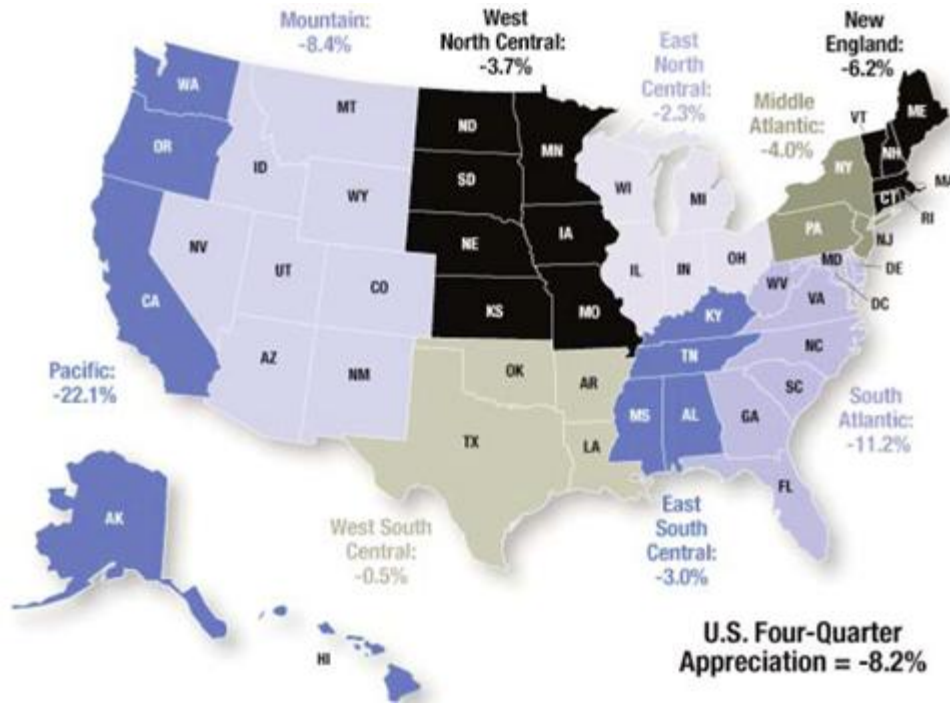 Mountain:
-8.4%
West
North Central:
-3.7%
East
North
Central:
-2.3%
New
England:
-6.2%
Middle
Atlantic:
-4.0%
WA
OR
CA
MT
ID
WY
NV
UT
CO
AZ
NM
ND
SD
NE
KS
MN
IA
MO
WI
MI
IL
IN
OH
VT
ME
NH
NY
MA
CT
RI
PA
NJ
MD
DE
DC
WV
VA
KY
TN
NC
SC
MS
AL
GA
FL
OK
AR
TX
LA
Pacific:
-22.1%
South
Atlantic:
-11.2%
AK
HI
West South
Central:
-0.5%
East
South
Central:
-3.0%
U.S. Four-Quarter
Appreciation = -8.2%